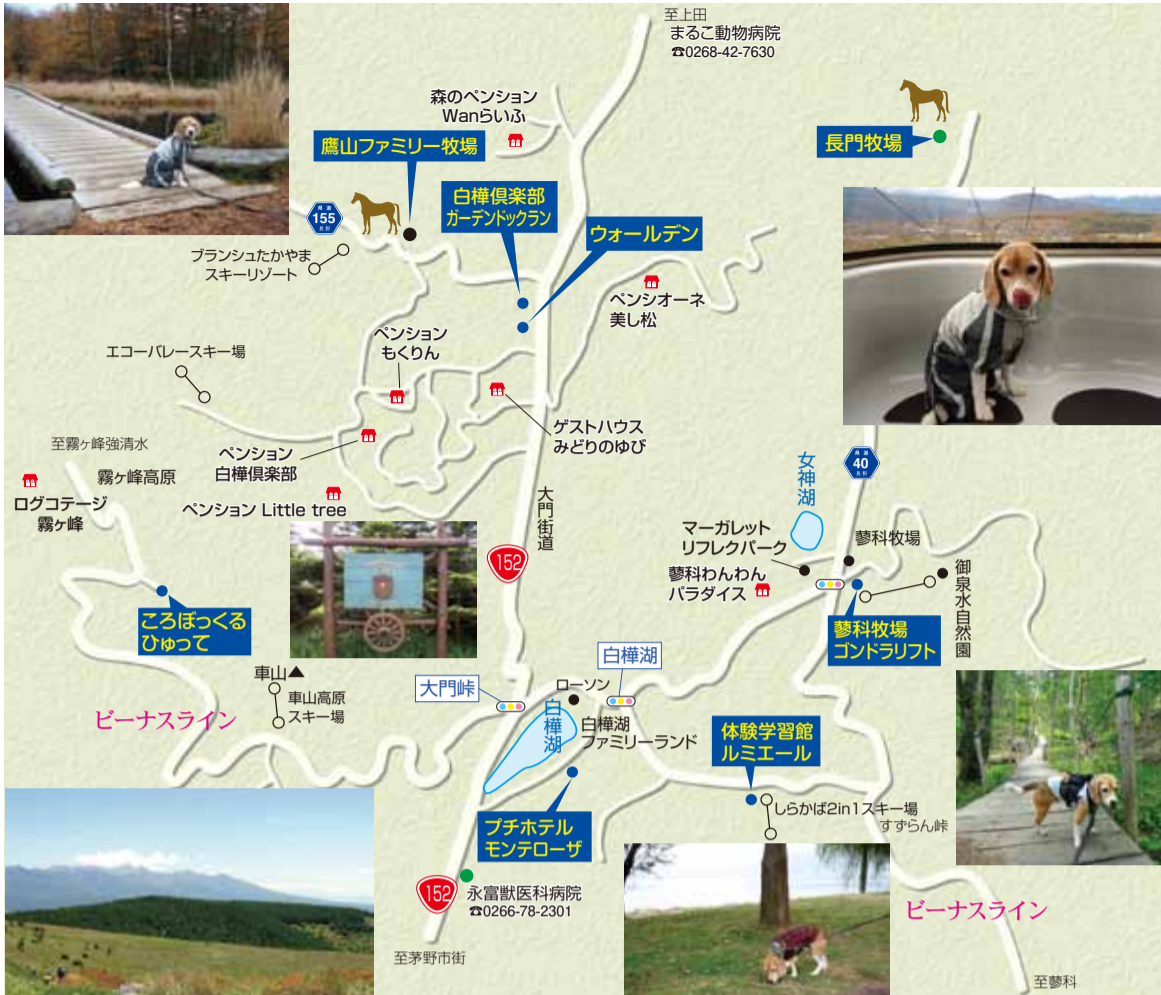 至上田
まるこ動物病院
☎0268-42-7630
森のペンション
Wanらいふ
鷹山ファミリー牧場
長門牧場
白樺倶楽部
ガーデンドックラン
県道
155
長野
ウォールデン
ブランシュたかやま
スキーリゾート
ペンシオーネ
美し松
ペンション
もくりん
エコーバレースキー場
ゲストハウス
みどりのゆび
至霧ヶ峰強清水
霧ヶ峰高原
ペンション
白樺倶楽部
県道
40
長野
女神湖
ログコテージ
霧ヶ峰
ペンション Little tree
大門街道
マーガレット
リフレクパーク
蓼科牧場
152
蓼科わんわん
パラダイス
御泉水自然園
ころぼっくる
ひゅって
蓼科牧場
ゴンドラリフト
白樺湖
車山▲
大門峠
ローソン
車山高原
スキー場
ビーナスライン
白樺湖
白樺湖
ファミリーランド
体験学習館
ルミエール
しらかば2in1スキー場
すずらん峠
プチホテル
モンテローザ
152
永富獣医科病院
☎0266-78-2301
ビーナスライン
至茅野市街
至蓼科